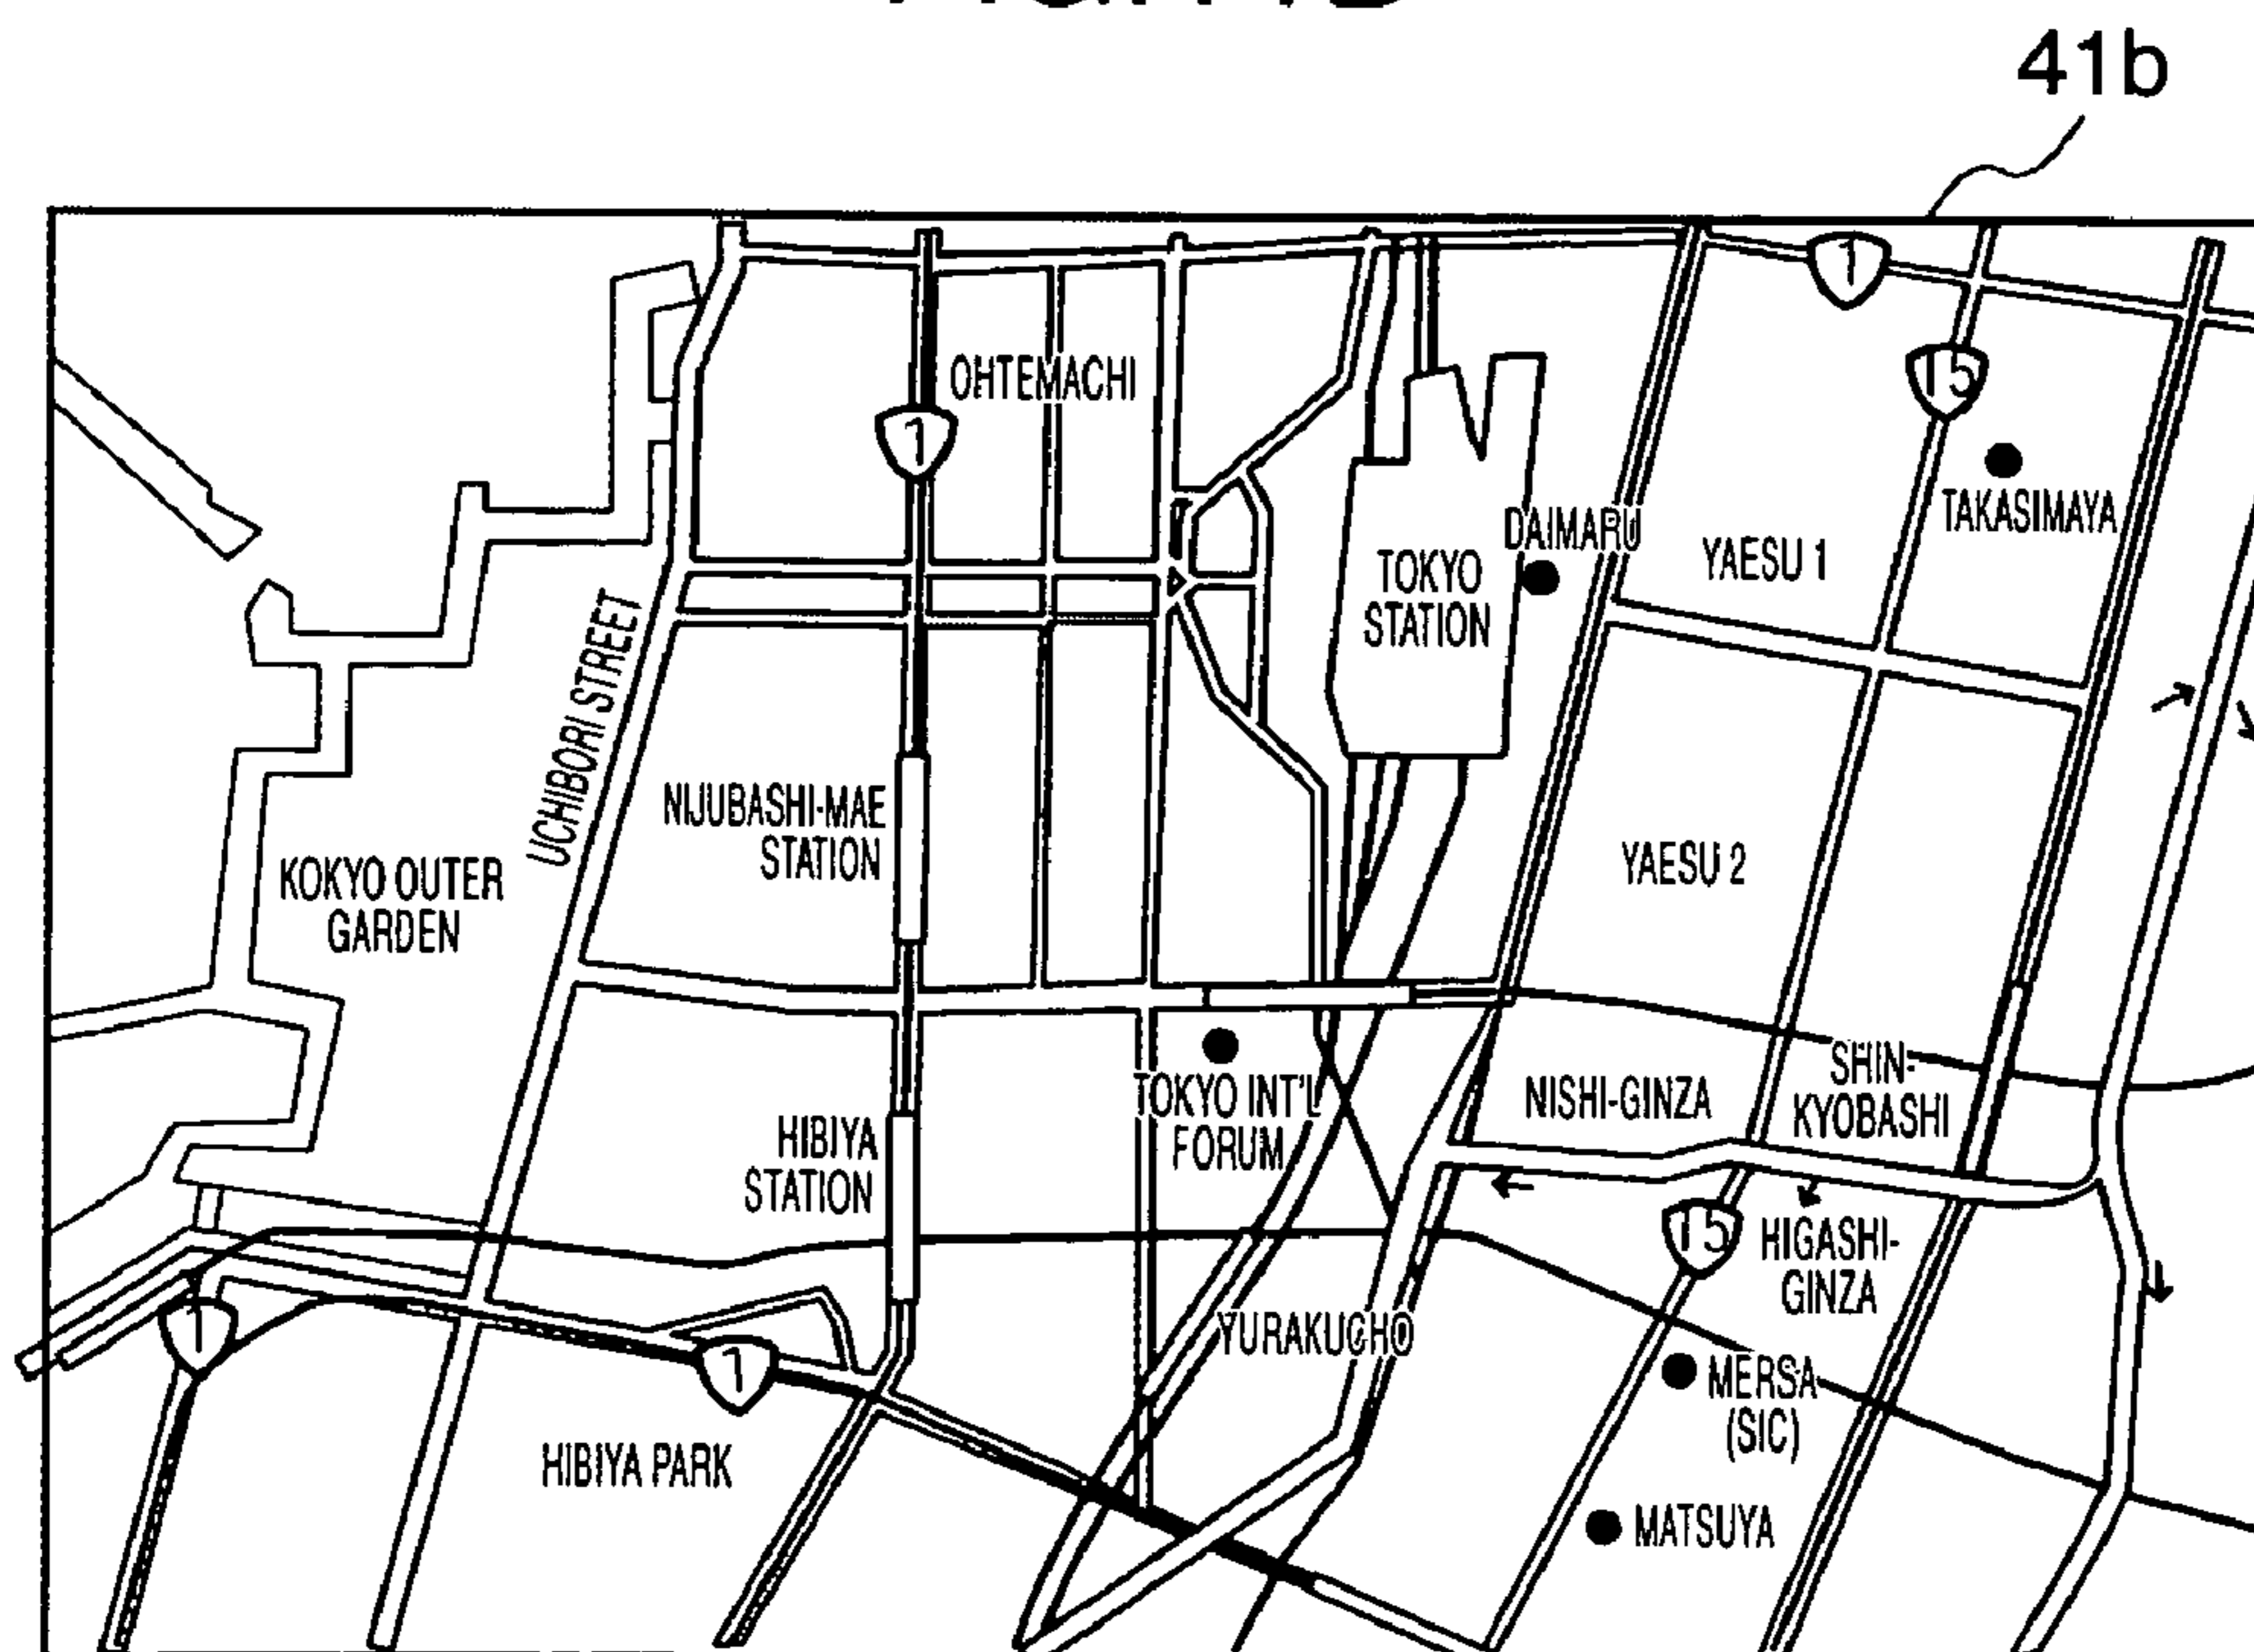 41b
1
15
OHTEMACHI
1
TAKASIMAYA
DAIMARU
YAESU 1
TOKYO
STATION
UCHIBORI STREET
NIJUBASHI-MAE
STATION
YAESU 2
KOKYO OUTER
GARDEN
TOKYO INT'L
FORUM
NISHI-GINZA
SHIN-
KYOBASHI
HIBIYA
STATION
15
HIGASHI-
GINZA
1
YURAKUCHO
1
MERSA
(SIC)
HIBIYA PARK
MATSUYA